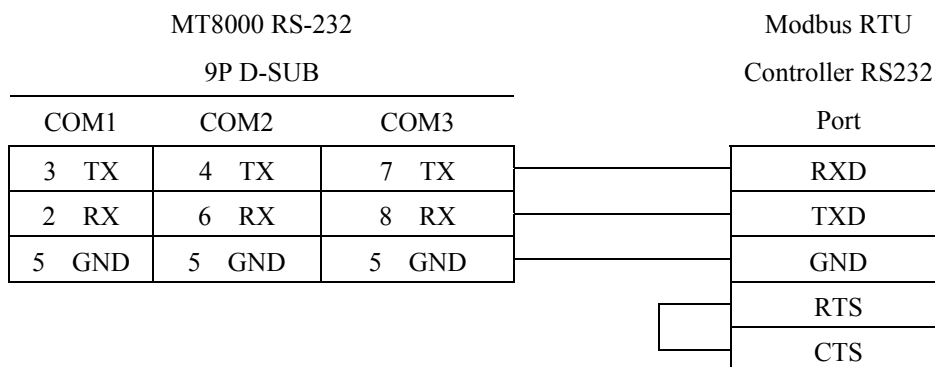 MT8000 RS-232 Modbus RTU
9P D-SUB Controller RS232
COM1 COM2 COM3 Port
3 TX 4 TX 7 TX RXD
2 RX 6 RX 8 RX TXD
5 GND 5 GND 5 GND GND
RTS
CTS